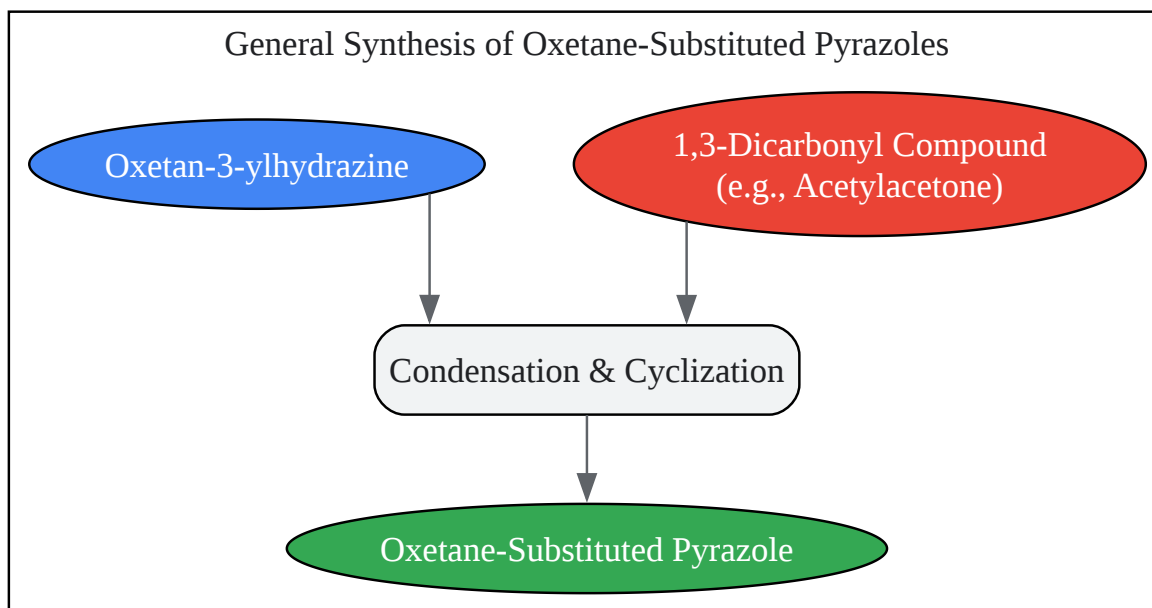 General Synthesis of Oxetane-Substituted Pyrazoles
Oxetan-3-ylhydrazine
1,3-Dicarbonyl Compound
(e.g., Acetylacetone)
Condensation & Cyclization
Oxetane-Substituted Pyrazole